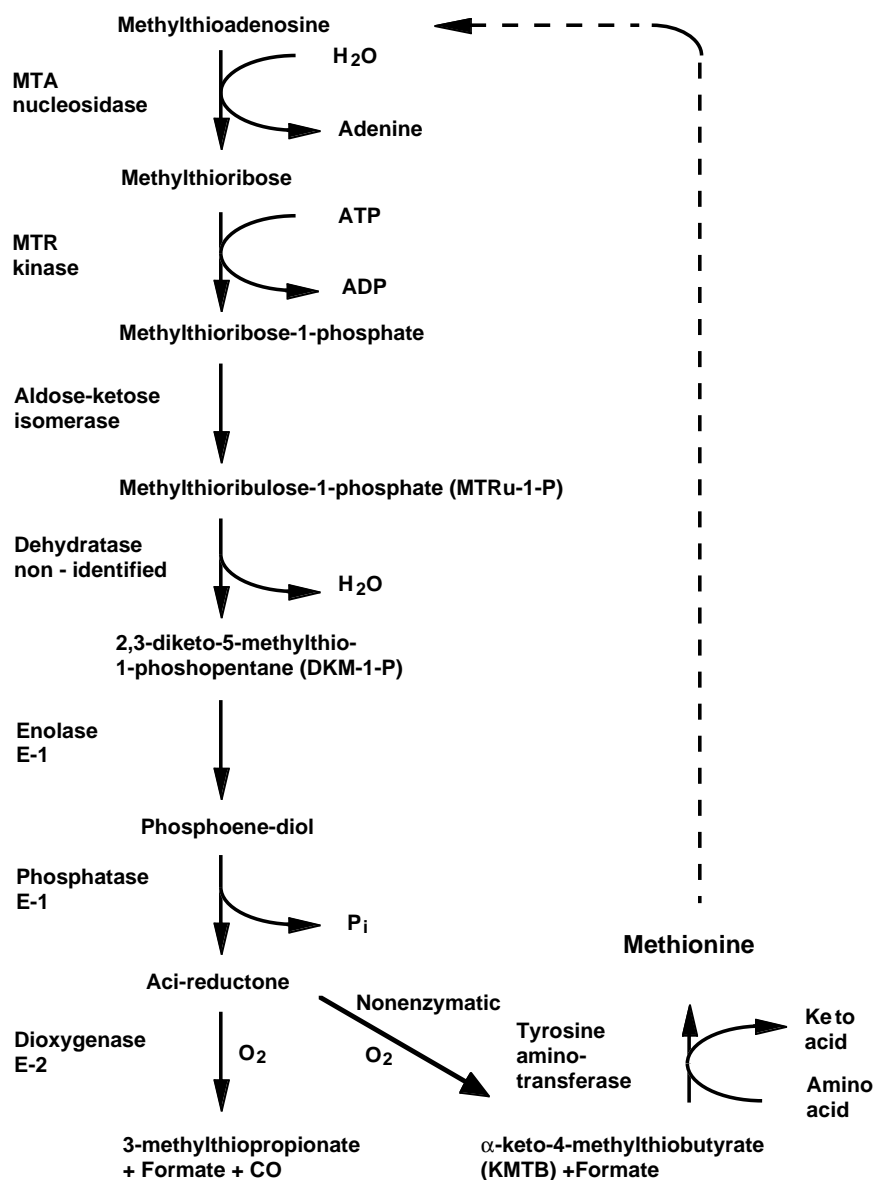 Methylthioadenosine
H2O
MTA
nucleosidase
Adenine
Methylthioribose
ATP
MTR
kinase
ADP
Methylthioribose-1-phosphate
Aldose-ketose
isomerase
Methylthioribulose-1-phosphate (MTRu-1-P)
Dehydratase
non - identified
H2O
2,3-diketo-5-methylthio-
1-phoshopentane (DKM-1-P)
Enolase
E-1
Phosphoene-diol
Phosphatase
E-1
Pi
Methionine
Aci-reductone
Nonenzymatic
O2
Dioxygenase
E-2
O2
Tyrosine
amino-
transferase
Keto
acid
Amino
acid
3-methylthiopropionate
+ Formate + CO
α-keto-4-methylthiobutyrate
(KMTB) +Formate